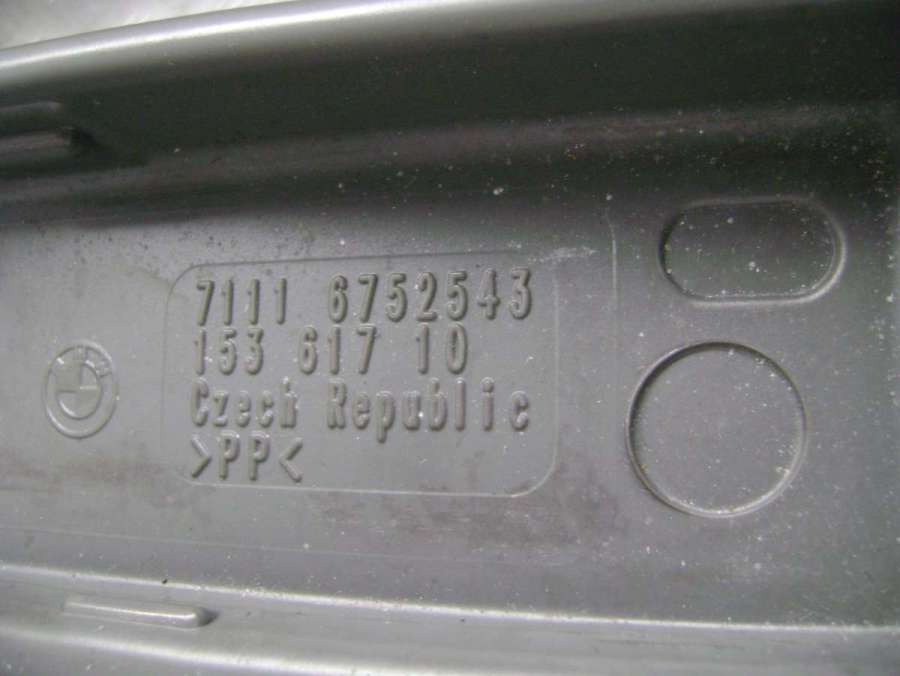 7111 6752543
153 617 10
Czech Republic
>PP<